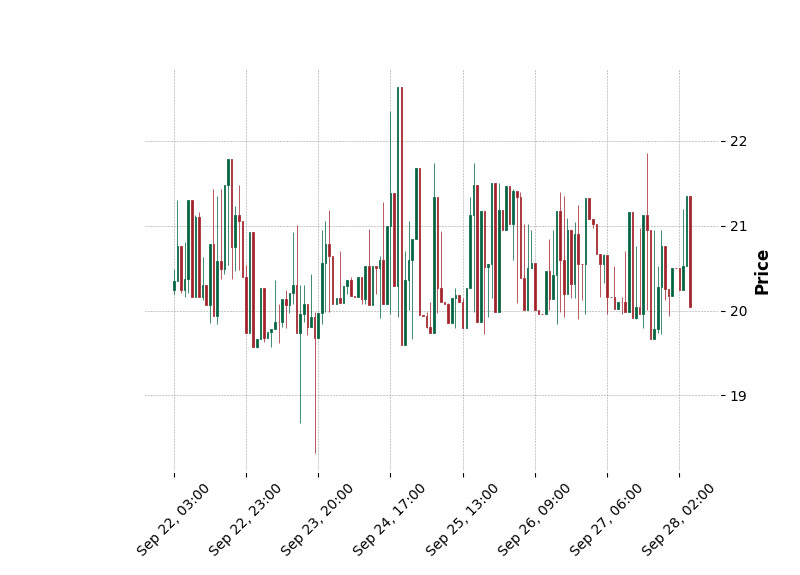 22
21
20
19
Price
Sep 22, 03:00
Sep 22, 23:00
Sep 23, 20:00
Sep 24, 17:00
Sep 25, 13:00
Sep 26, 09:00
Sep 27, 06:00
Sep 28, 02:00